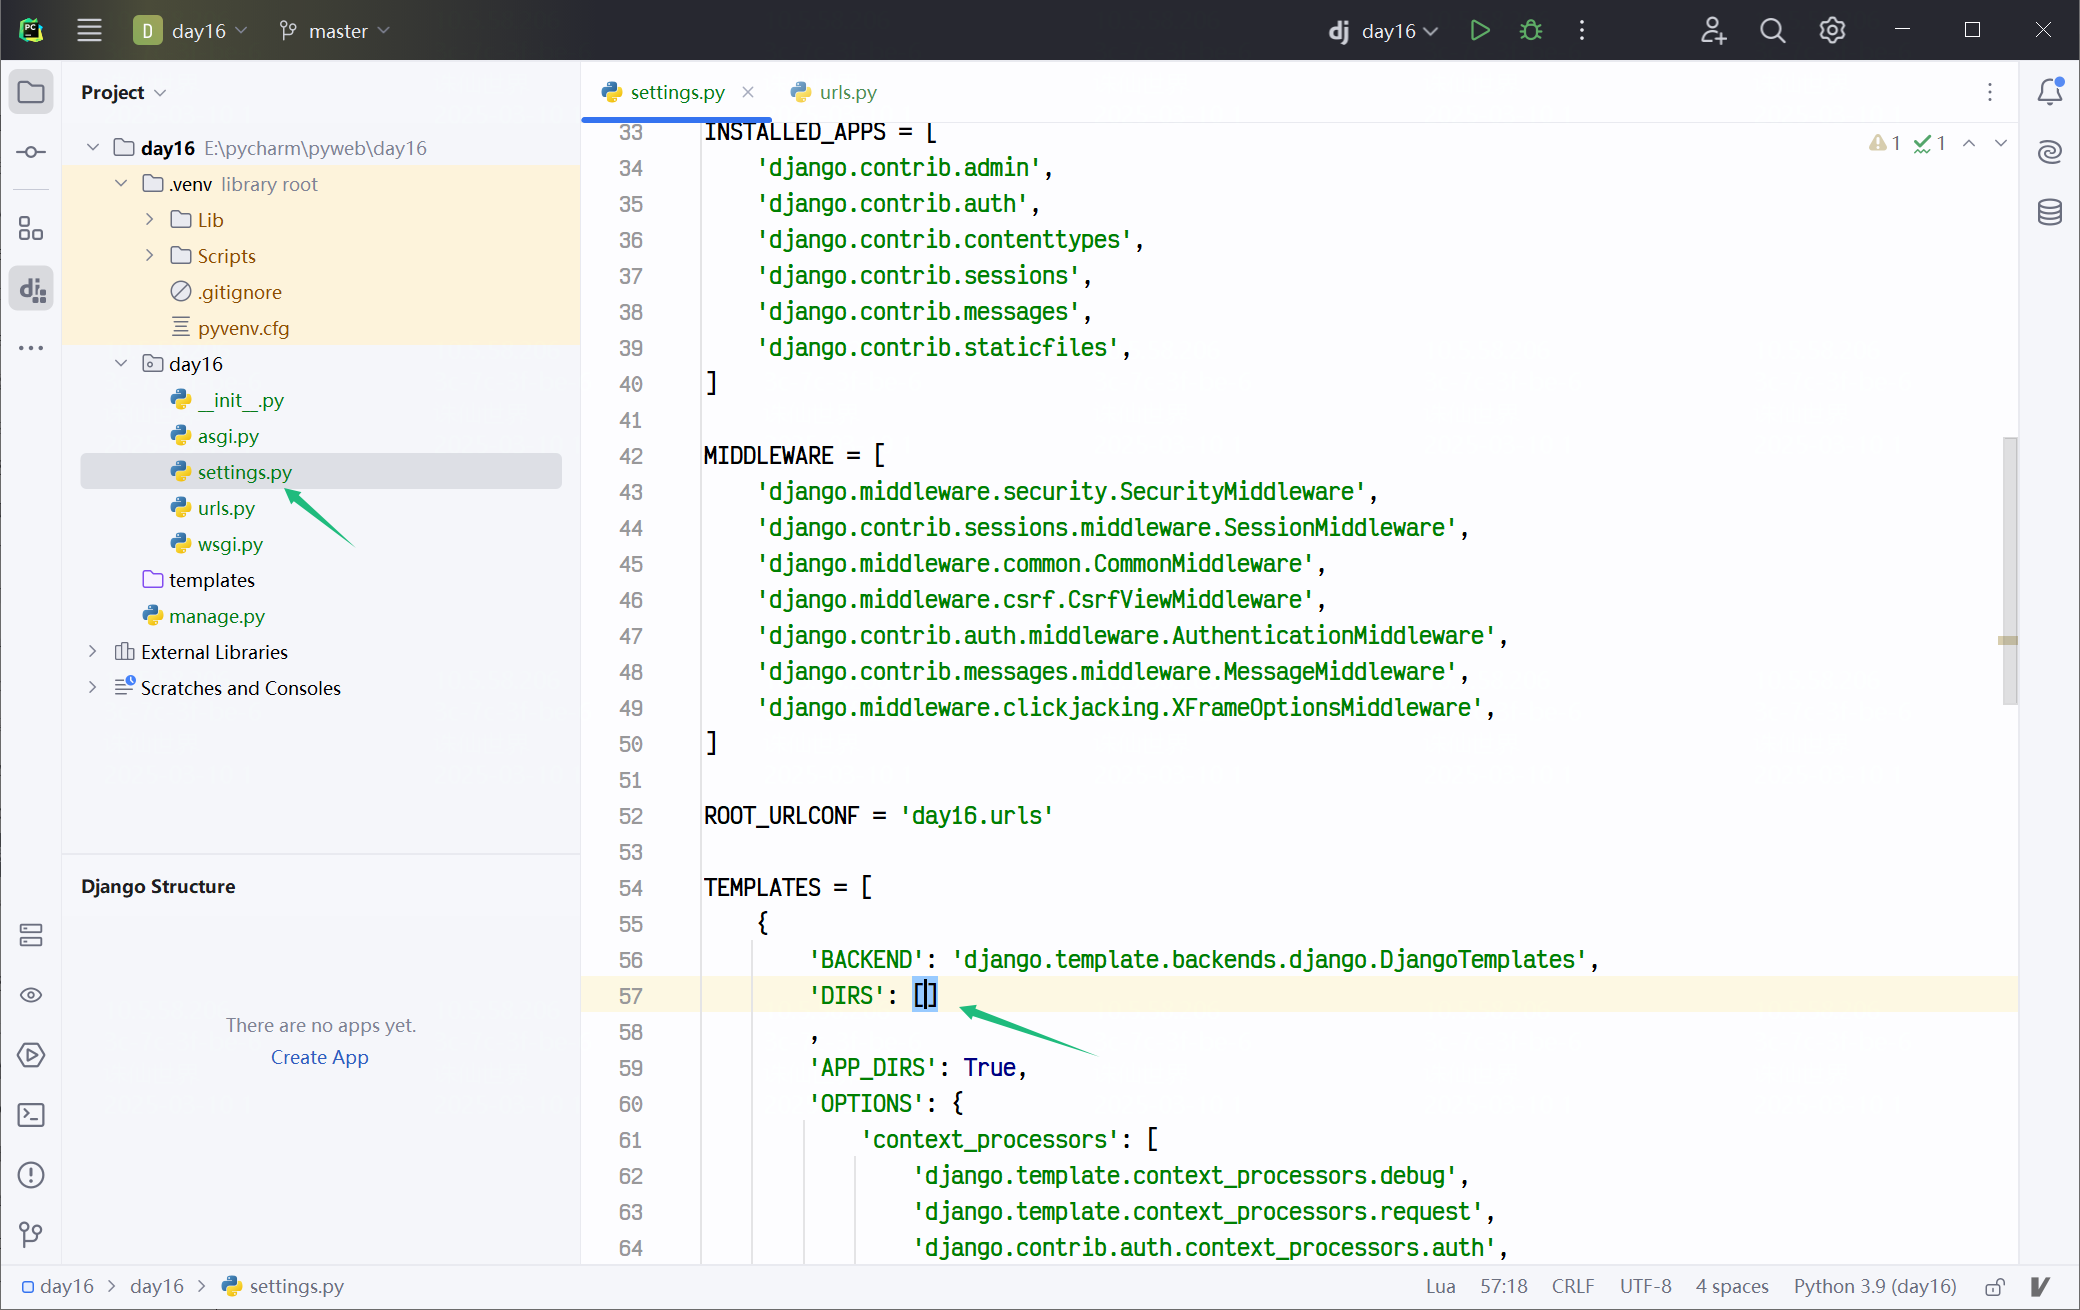 D day16 master dj day16
Project
day16 E:\pycharm\pyweb\day16
.venv library root
Lib
Scripts
.gitignore
pyvenv.cfg
day16
__init__.py
asgi.py
settings.py
urls.py
wsgi.py
templates
manage.py
External Libraries
Scratches and Consoles
Django Structure
There are no apps yet.
Create App
settings.py urls.py
1 1
33 INSTALLED_APPS = [
34 'django.contrib.admin',
35 'django.contrib.auth',
36 'django.contrib.contenttypes',
37 'django.contrib.sessions',
38 'django.contrib.messages',
39 'django.contrib.staticfiles',
40 ]
41
42 MIDDLEWARE = [
43 'django.middleware.security.SecurityMiddleware',
44 'django.contrib.sessions.middleware.SessionMiddleware',
45 'django.middleware.common.CommonMiddleware',
46 'django.middleware.csrf.CsrfViewMiddleware',
47 'django.contrib.auth.middleware.AuthenticationMiddleware',
48 'django.contrib.messages.middleware.MessageMiddleware',
49 'django.middleware.clickjacking.XFrameOptionsMiddleware',
50 ]
51
52 ROOT_URLCONF = 'day16.urls'
53
54 TEMPLATES = [
55 {
56 'BACKEND': 'django.template.backends.django.DjangoTemplates',
57 'DIRS': []
58 ,
59 'APP_DIRS': True,
60 'OPTIONS': {
61 'context_processors': [
62 'django.template.context_processors.debug',
63 'django.template.context_processors.request',
64 'django.contrib.auth.context_processors.auth',
day16 day16 settings.py Lua 57:18 CRLF UTF-8 4 spaces Python 3.9 (day16)